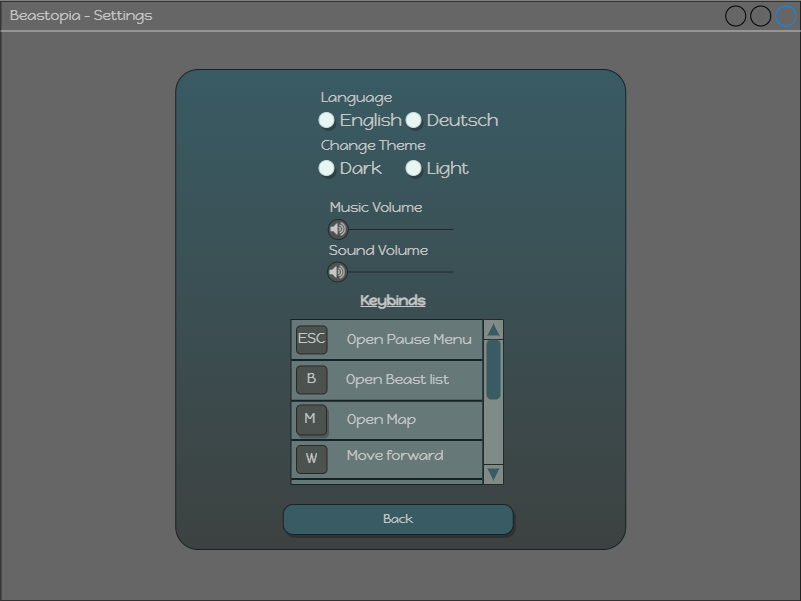 Beastopia - Settings
Language
English Deutsch
Change Theme
Dark Light
Music Volume
Sound Volume
Keybinds
ESC Open Pause Menu
B Open Beast list
M Open Map
W Move forward
Back